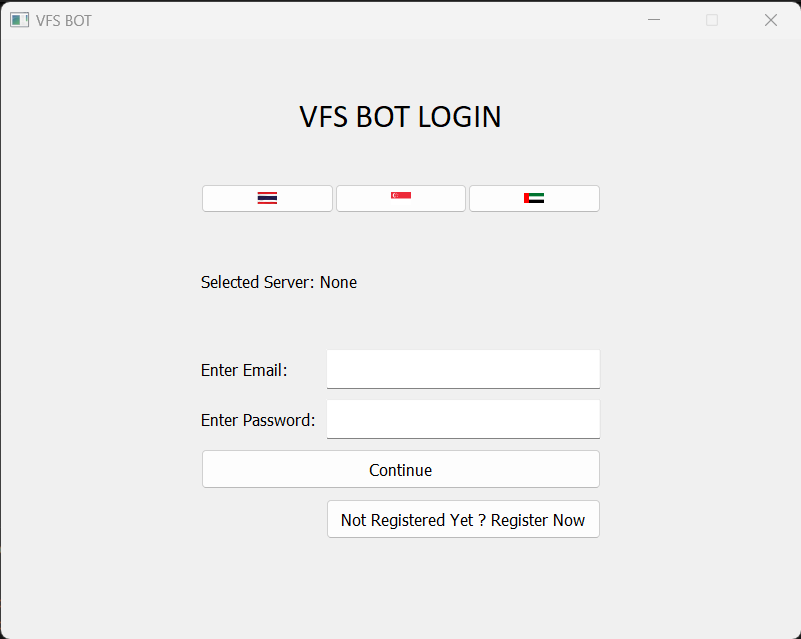 VFS BOT
VFS BOT LOGIN
Selected Server: None
Enter Email:
Enter Password:
Continue
Not Registered Yet ? Register Now